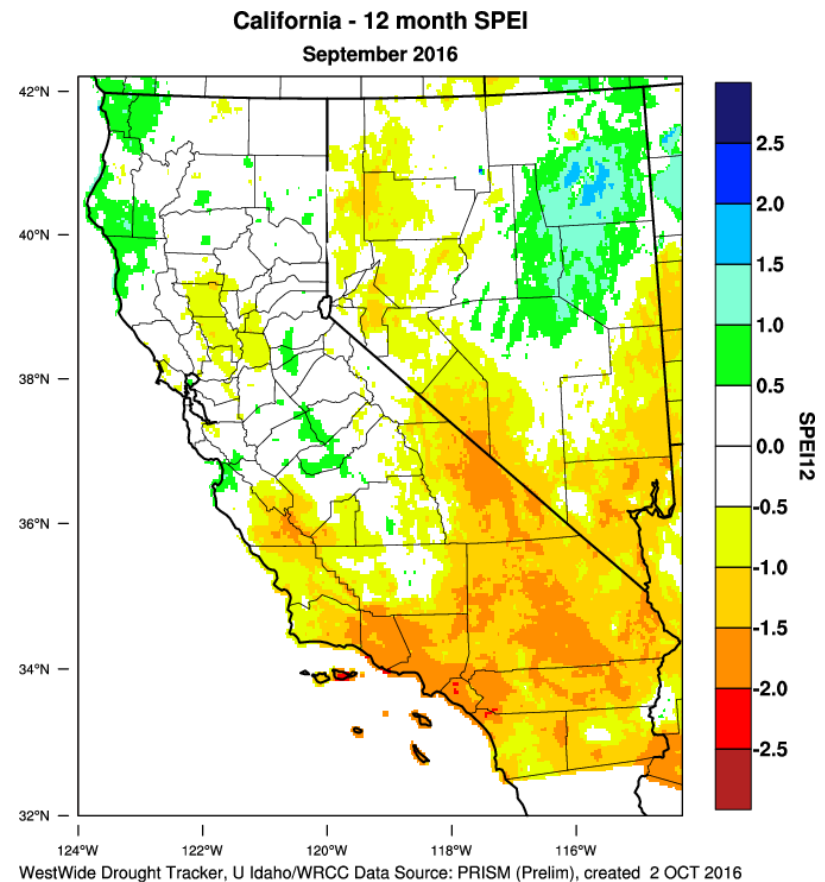 California - 12 month SPEI
September 2016
42°N
40°N
38°N
36°N
34°N
32°N
124°W
122°W
120°W
118°W
116°W
2.5
2.0
1.5
1.0
0.5
0.0
-0.5
-1.0
-1.5
-2.0
-2.5
SPEI12
WestWide Drought Tracker, U Idaho/WRCC Data Source: PRISM (Prelim), created 2 OCT 2016